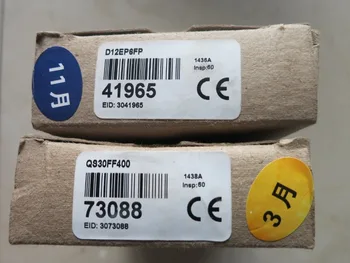 11月
D12EP6FP
41965
EID: 3041965
1435A
Insp:60
CE
QS30FF400
73088
EID: 3073088
1438A
Insp:60
CE
3月